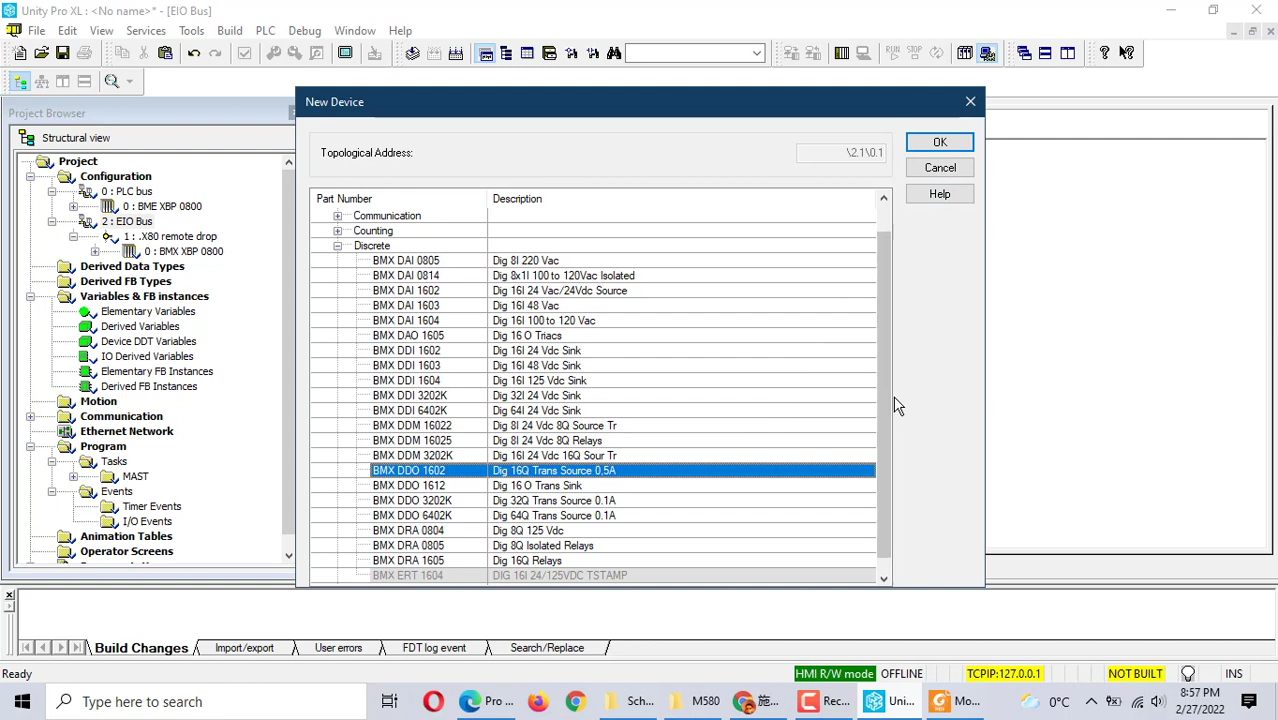 Unity Pro XL : <No name>* - [EIO Bus]
File Edit View Services Tools Build PLC Debug Window Help
RUN STOP
Project Browser
Structural view
Project
Configuration
0 : PLC bus
0 : BME XBP 0800
2 : EIO Bus
1 : .X80 remote drop
0 : BMX XBP 0800
Derived Data Types
Derived FB Types
Variables & FB instances
Elementary Variables
Derived Variables
Device DDT Variables
IO Derived Variables
Elementary FB Instances
Derived FB Instances
Motion
Communication
Ethernet Network
Program
Tasks
MAST
Events
Timer Events
I/O Events
Animation Tables
Operator Screens
New Device
Topological Address: \2.1\0.1
OK
Cancel
Help
Part Number Description
Communication
Counting
Discrete
BMX DAI 0805 Dig 8I 220 Vac
BMX DAI 0814 Dig 8x1I 100 to 120Vac Isolated
BMX DAI 1602 Dig 16I 24 Vac/24Vdc Source
BMX DAI 1603 Dig 16I 48 Vac
BMX DAI 1604 Dig 16I 100 to 120 Vac
BMX DAO 1605 Dig 16 O Triacs
BMX DDI 1602 Dig 16I 24 Vdc Sink
BMX DDI 1603 Dig 16I 48 Vdc Sink
BMX DDI 1604 Dig 16I 125 Vdc Sink
BMX DDI 3202K Dig 32I 24 Vdc Sink
BMX DDI 6402K Dig 64I 24 Vdc Sink
BMX DDM 16022 Dig 8I 24 Vdc 8Q Source Tr
BMX DDM 16025 Dig 8I 24 Vdc 8Q Relays
BMX DDM 3202K Dig 16I 24 Vdc 16Q Sour Tr
BMX DDO 1602 Dig 16Q Trans Source 0.5A
BMX DDO 1612 Dig 16 O Trans Sink
BMX DDO 3202K Dig 32Q Trans Source 0.1A
BMX DDO 6402K Dig 64Q Trans Source 0.1A
BMX DRA 0804 Dig 8Q 125 Vdc
BMX DRA 0805 Dig 8Q Isolated Relays
BMX DRA 1605 Dig 16Q Relays
BMX ERT 1604 DIG 16I 24/125VDC TSTAMP
Build Changes Import/export User errors FDT log event Search/Replace
Ready HMI R/W mode OFFLINE TCPIP:127.0.0.1 NOT BUILT INS
Type here to search Pro ... Sch... M580 施... Rec... Uni... Mo... 0°C 8:57 PM
2/27/2022